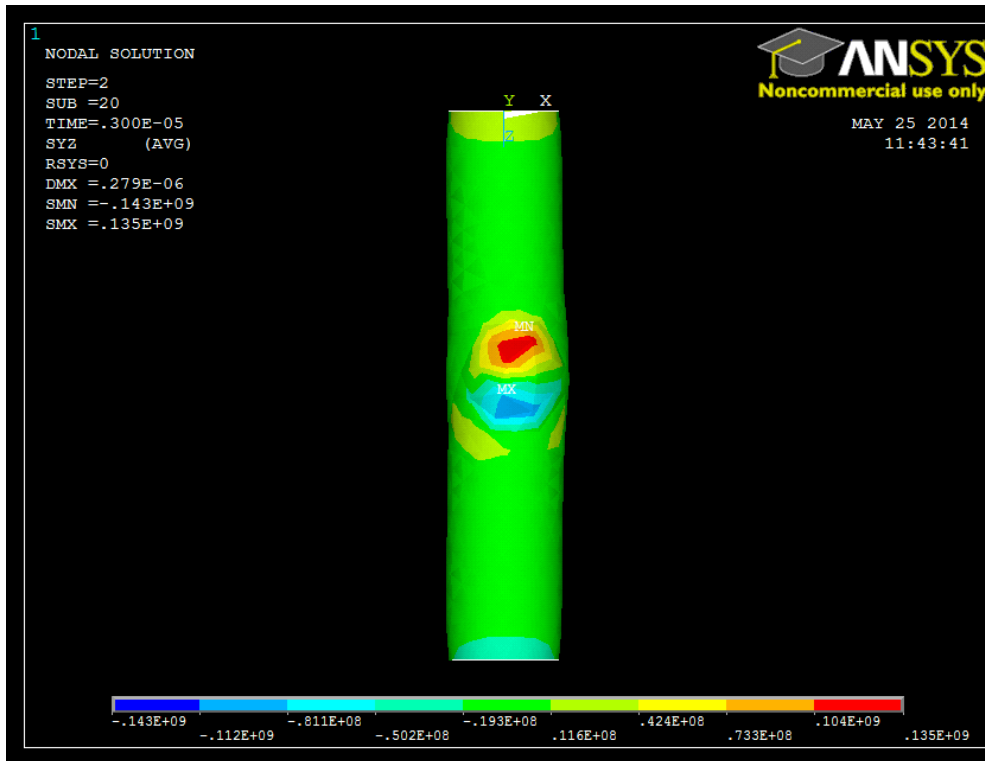 1
NODAL SOLUTION
STEP=2
SUB =20
TIME=.300E-05
SYZ (AVG)
RSYS=0
DMX =.279E-06
SMN =-.143E+09
SMX =.135E+09
ANSYS
Noncommercial use only
MAY 25 2014
11:43:41
Y X
Z
MN
MX
-.143E+09 -.811E+08 -.193E+08 .424E+08 .104E+09
-.112E+09 -.502E+08 .116E+08 .733E+08 .135E+09